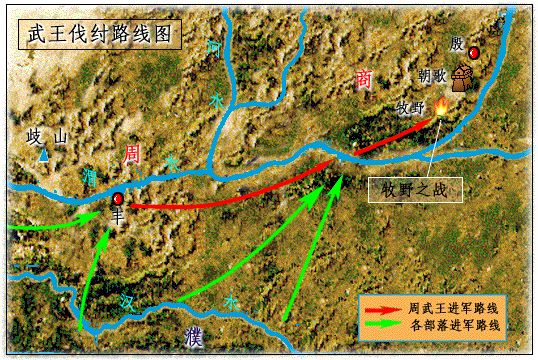 武王伐纣路线图
河
水
殷
朝歌
商
牧野
歧山
周
渭
水
丰
牧野之战
汉
水
濮
周武王进军路线
各部落进军路线